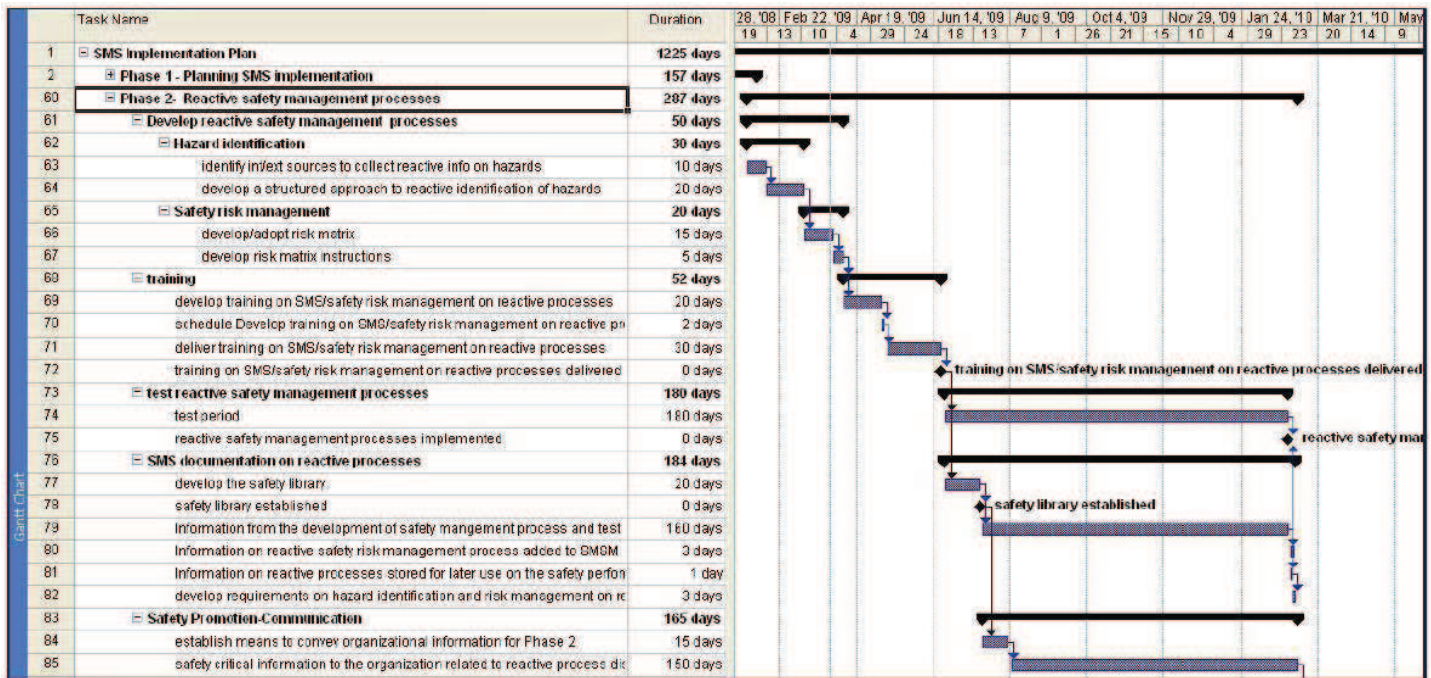 Task Name Duration 28, '08 Feb 22, '09 Apr 19, '09 Jun 14, '09 Aug 9, '09 Oct 4, '09 Nov 29, '09 Jan 24, '10 Mar 21, '10 May
19 13 10 4 29 24 18 13 7 1 26 21 15 10 4 29 23 20 14 9
1 SMS Implementation Plan 1225 days
2 Phase 1 - Planning SMS implementation 157 days
60 Phase 2- Reactive safety management processes 287 days
61 Develop reactive safety management processes 50 days
62 Hazard identification 30 days
63 identify int/ext sources to collect reactive info on hazards 10 days
64 develop a structured approach to reactive identification of hazards 20 days
65 Safety risk management 20 days
66 develop/adopt risk matrix 15 days
67 develop risk matrix instructions 5 days
68 training 52 days
69 develop training on SMS/safety risk management on reactive processes 20 days
70 schedule Develop training on SMS/safety risk management on reactive pro 2 days
71 deliver training on SMS/safety risk management on reactive processes 30 days
72 training on SMS/safety risk management on reactive processes delivered 0 days training on SMS/safety risk management on reactive processes delivered
73 test reactive safety management processes 180 days
74 test period 180 days
75 reactive safety management processes implemented 0 days reactive safety man
76 SMS documentation on reactive processes 184 days
77 develop the safety library 20 days
78 safety library established 0 days safety library established
79 Information from the development of safety mangement process and test 160 days
80 Information on reactive safety risk management process added to SMSM 3 days
81 Information on reactive processes stored for later use on the safety perfon 1 day
82 develop requirements on hazard identification and risk management on re 3 days
83 Safety Promotion-Communication 165 days
84 establish means to convey organizational information for Phase 2 15 days
85 safety critical information to the organization related to reactive process dis 150 days
Gantt Chart